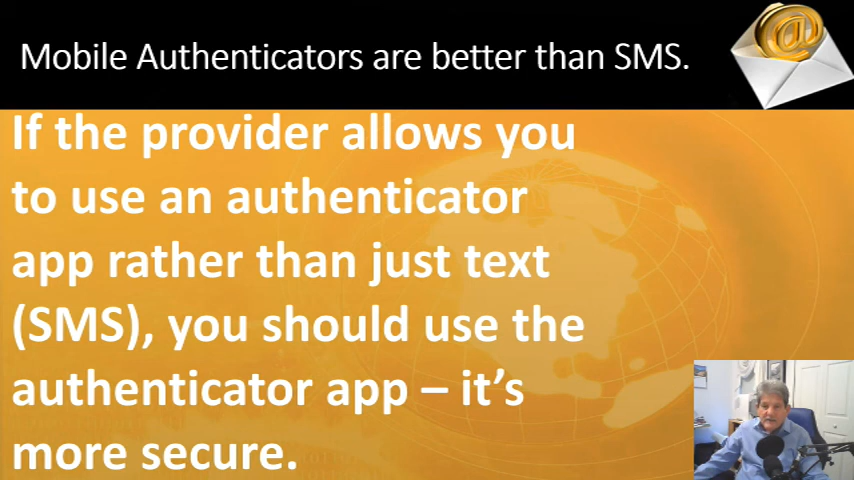 Mobile Authenticators are better than SMS.
If the provider allows you
to use an authenticator
app rather than just text
(SMS), you should use the
authenticator app – it’s
more secure.